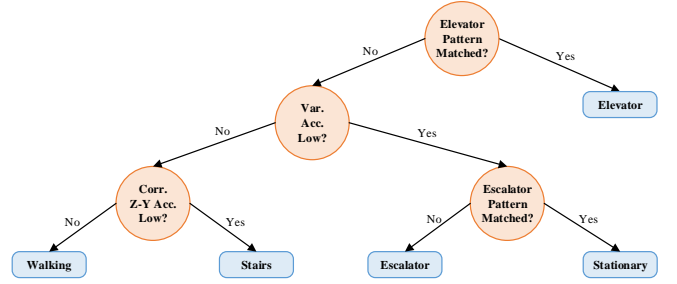 Elevator
Pattern
Matched?
No
Yes
Elevator
Var.
Acc.
Low?
No
Yes
Corr.
Z-Y Acc.
Low?
Escalator
Pattern
Matched?
No
Yes
No
Yes
Walking
Stairs
Escalator
Stationary